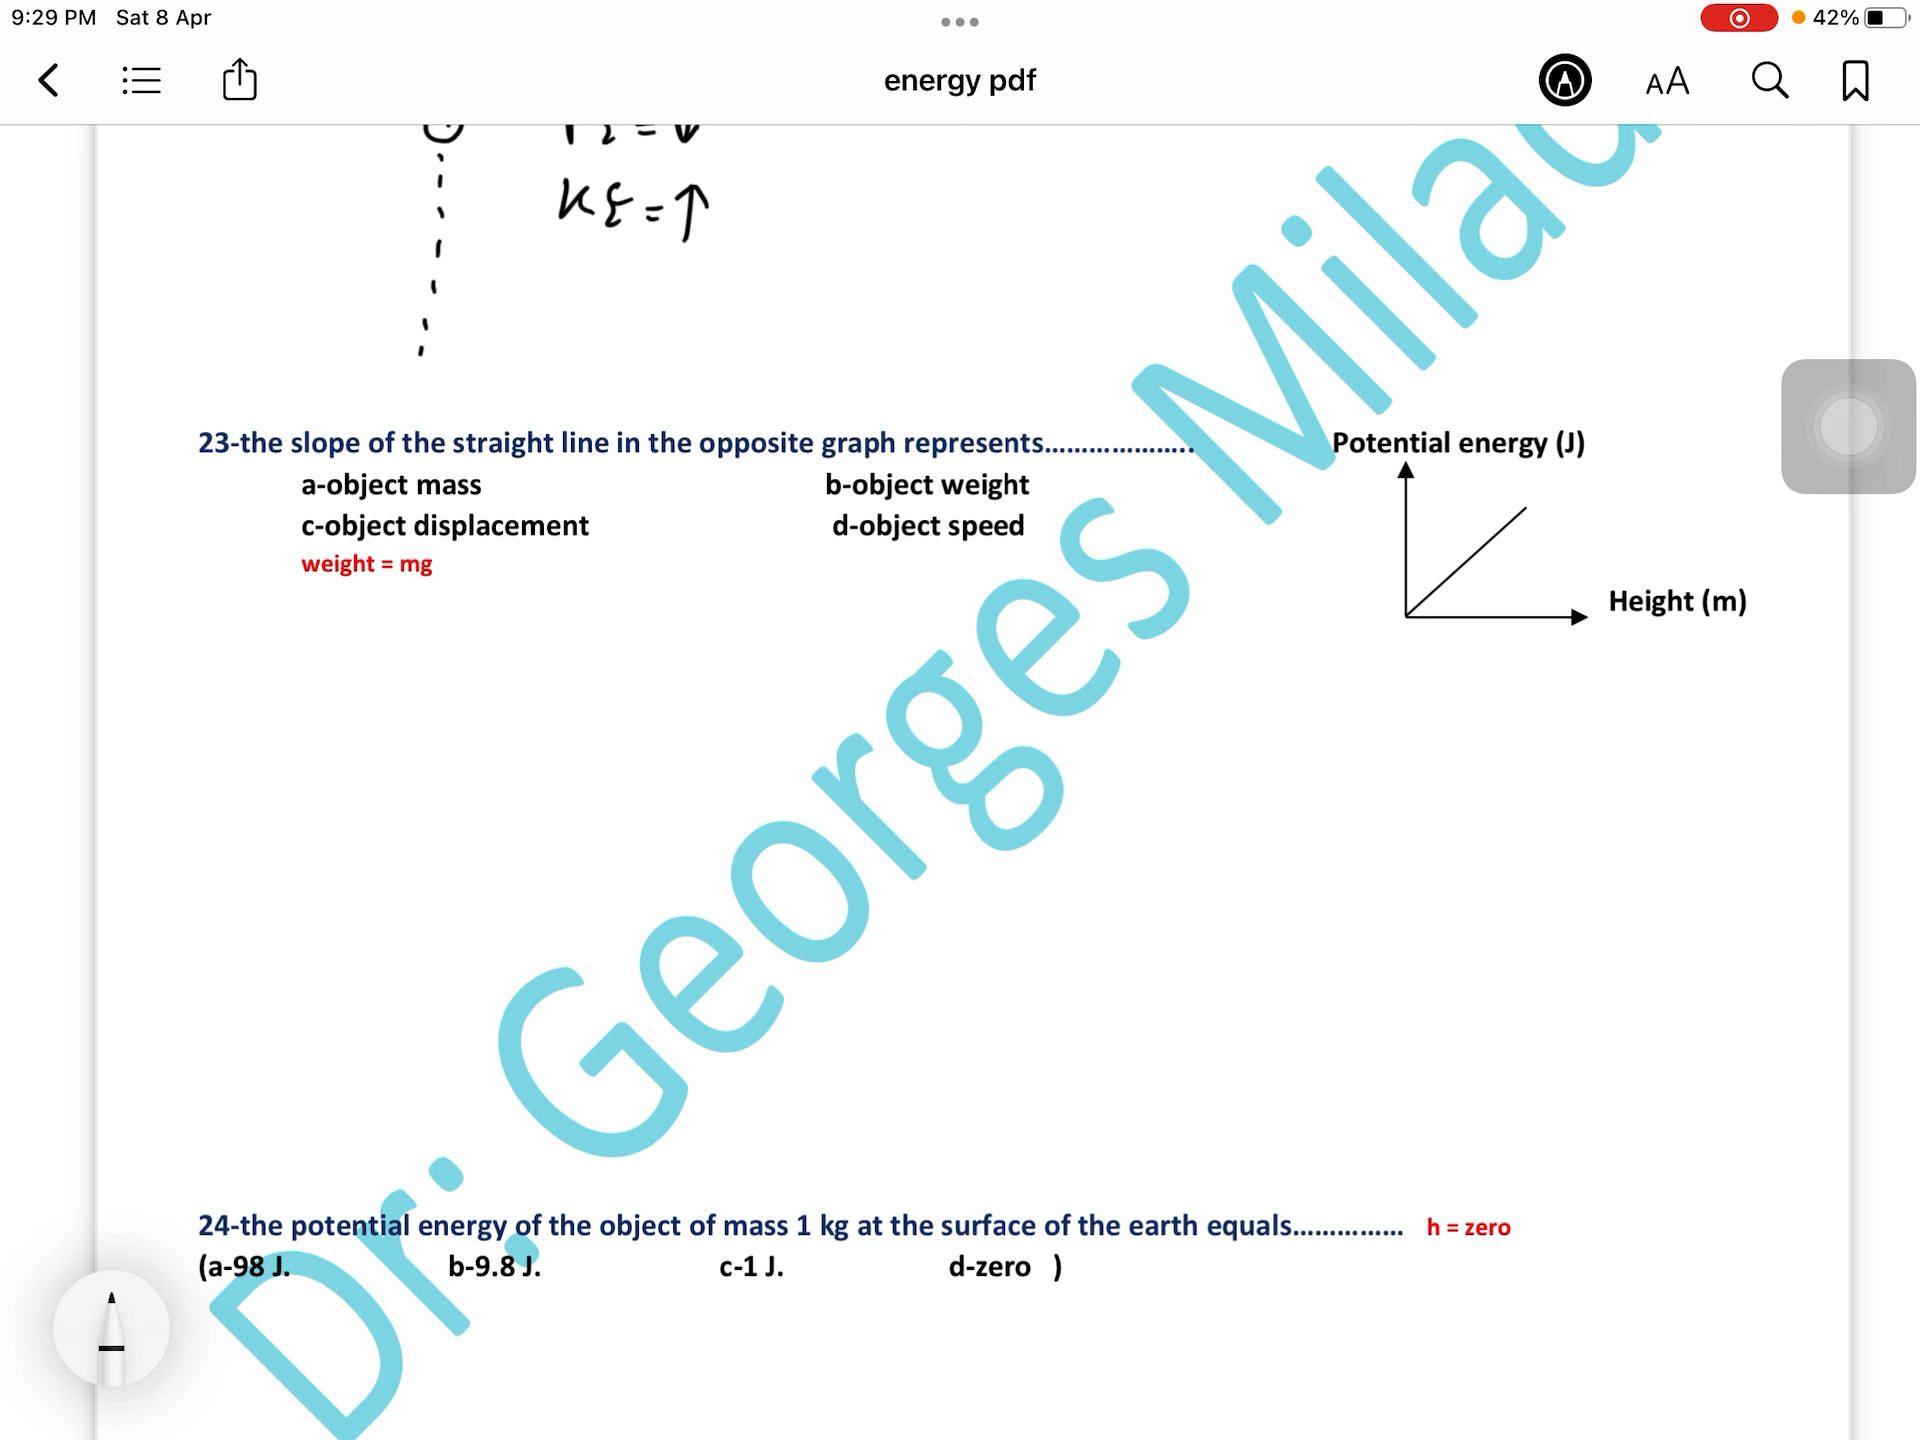 9:29 PM Sat 8 Apr
42%
energy pdf
AA
KE = ↑
23-the slope of the straight line in the opposite graph represents....................
Potential energy (J)
a-object mass b-object weight
c-object displacement d-object speed
weight = mg
Height (m)
24-the potential energy of the object of mass 1 kg at the surface of the earth equals............... h = zero
(a-98 J. b-9.8 J. c-1 J. d-zero )
Dr. Georges Milad